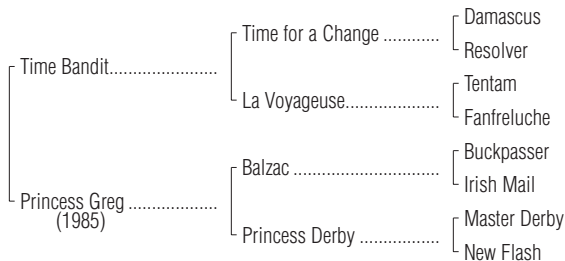 Damascus
Time for a Change ............
Resolver
Time Bandit.......................
Tentam
La Voyageuse....................
Fanfreluche
Buckpasser
Balzac ...............................
Irish Mail
Princess Greg ...................
(1985)
Master Derby
Princess Derby .................
New Flash